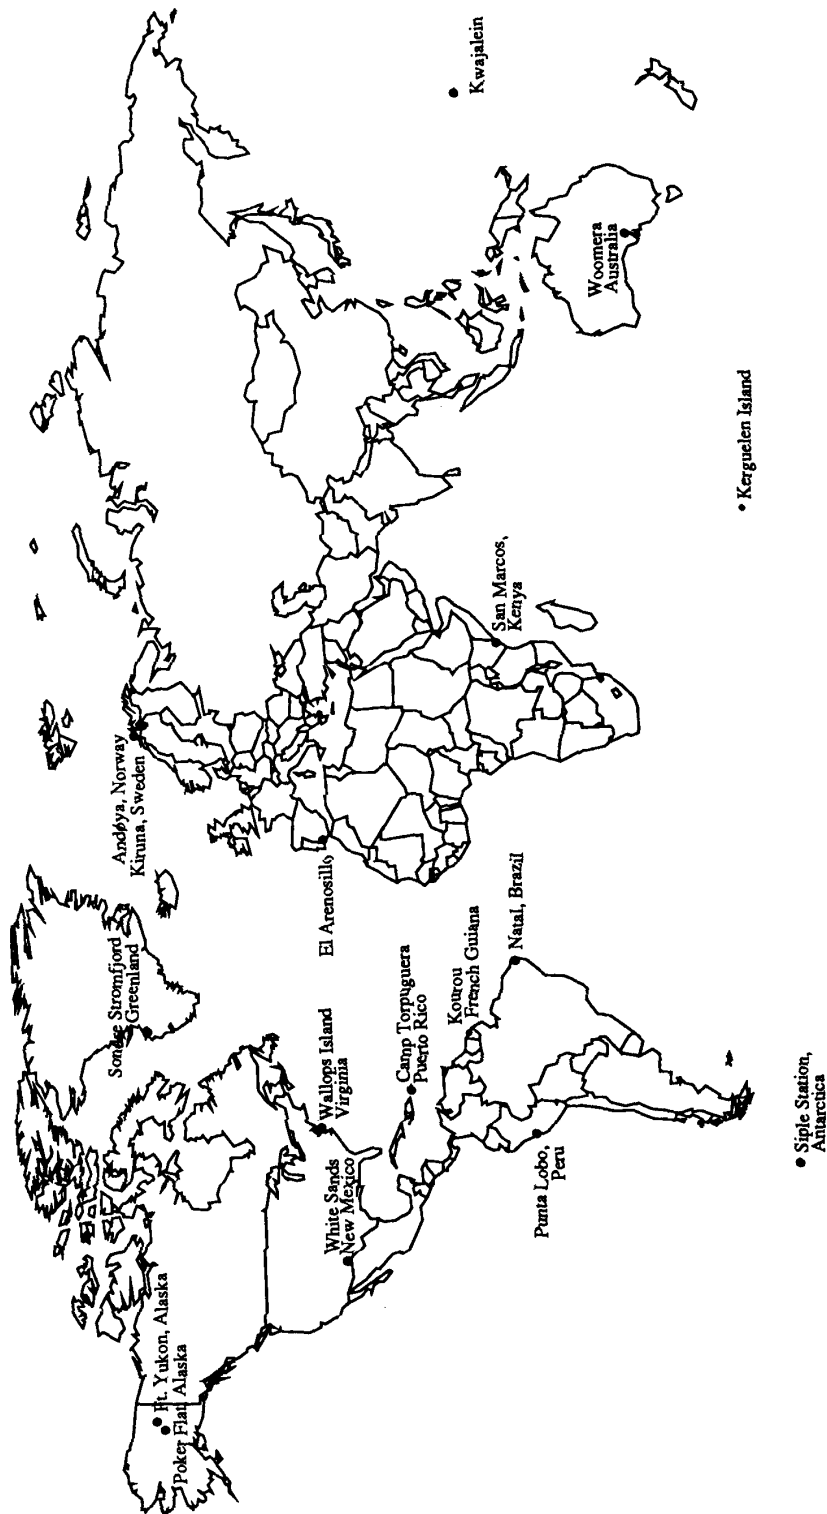 Ft. Yukon, Alaska
Poker Flat, Alaska
White Sands
New Mexico
Wallops Island
Virginia
Camp Torpuguera
Puerto Rico
Sondre Stromfjord
Greenland
Punta Lobo,
Peru
Kourou
French Guiana
Natal, Brazil
Siple Station,
Antarctica
Andøya, Norway
Kiruna, Sweden
El Arenosillo,
San Marcos,
Kenya
Kerguelen Island
Woomera
Australia
Kwajalein